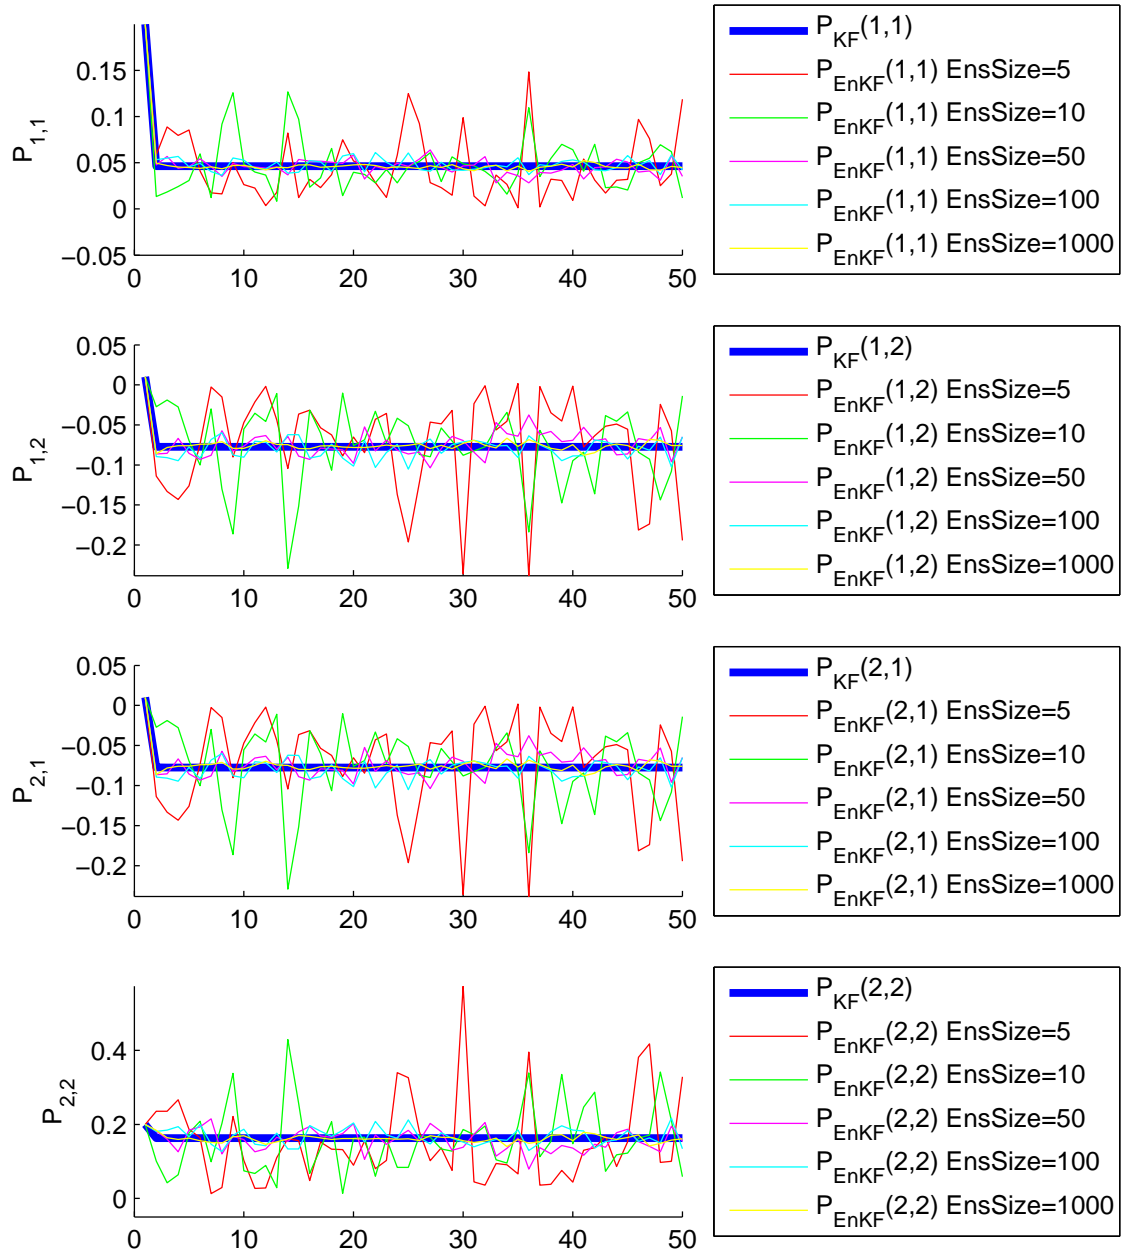 0.15
0.1
0.05
0
−0.05
P1,1
0 10 20 30 40 50
PKF(1,1)
PEnKF(1,1) EnsSize=5
PEnKF(1,1) EnsSize=10
PEnKF(1,1) EnsSize=50
PEnKF(1,1) EnsSize=100
PEnKF(1,1) EnsSize=1000
0.05
0
−0.05
−0.1
−0.15
−0.2
P1,2
0 10 20 30 40 50
PKF(1,2)
PEnKF(1,2) EnsSize=5
PEnKF(1,2) EnsSize=10
PEnKF(1,2) EnsSize=50
PEnKF(1,2) EnsSize=100
PEnKF(1,2) EnsSize=1000
0.05
0
−0.05
−0.1
−0.15
−0.2
P2,1
0 10 20 30 40 50
PKF(2,1)
PEnKF(2,1) EnsSize=5
PEnKF(2,1) EnsSize=10
PEnKF(2,1) EnsSize=50
PEnKF(2,1) EnsSize=100
PEnKF(2,1) EnsSize=1000
0.4
0.2
0
P2,2
0 10 20 30 40 50
PKF(2,2)
PEnKF(2,2) EnsSize=5
PEnKF(2,2) EnsSize=10
PEnKF(2,2) EnsSize=50
PEnKF(2,2) EnsSize=100
PEnKF(2,2) EnsSize=1000